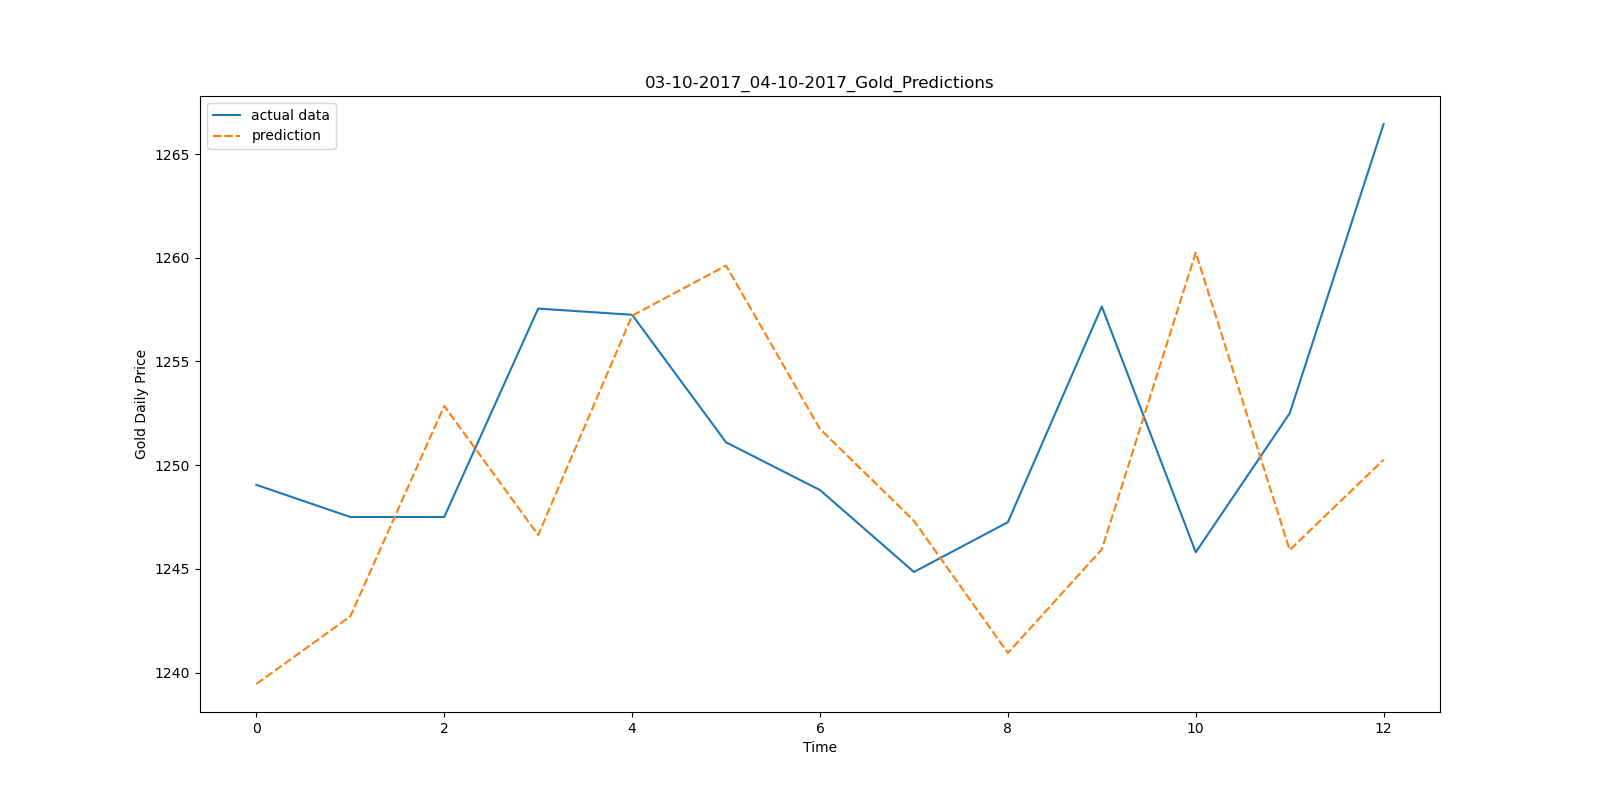 03-10-2017_04-10-2017_Gold_Predictions
actual data
prediction
1265
1260
1255
1250
1245
1240
Gold Daily Price
0 2 4 6 8 10 12
Time